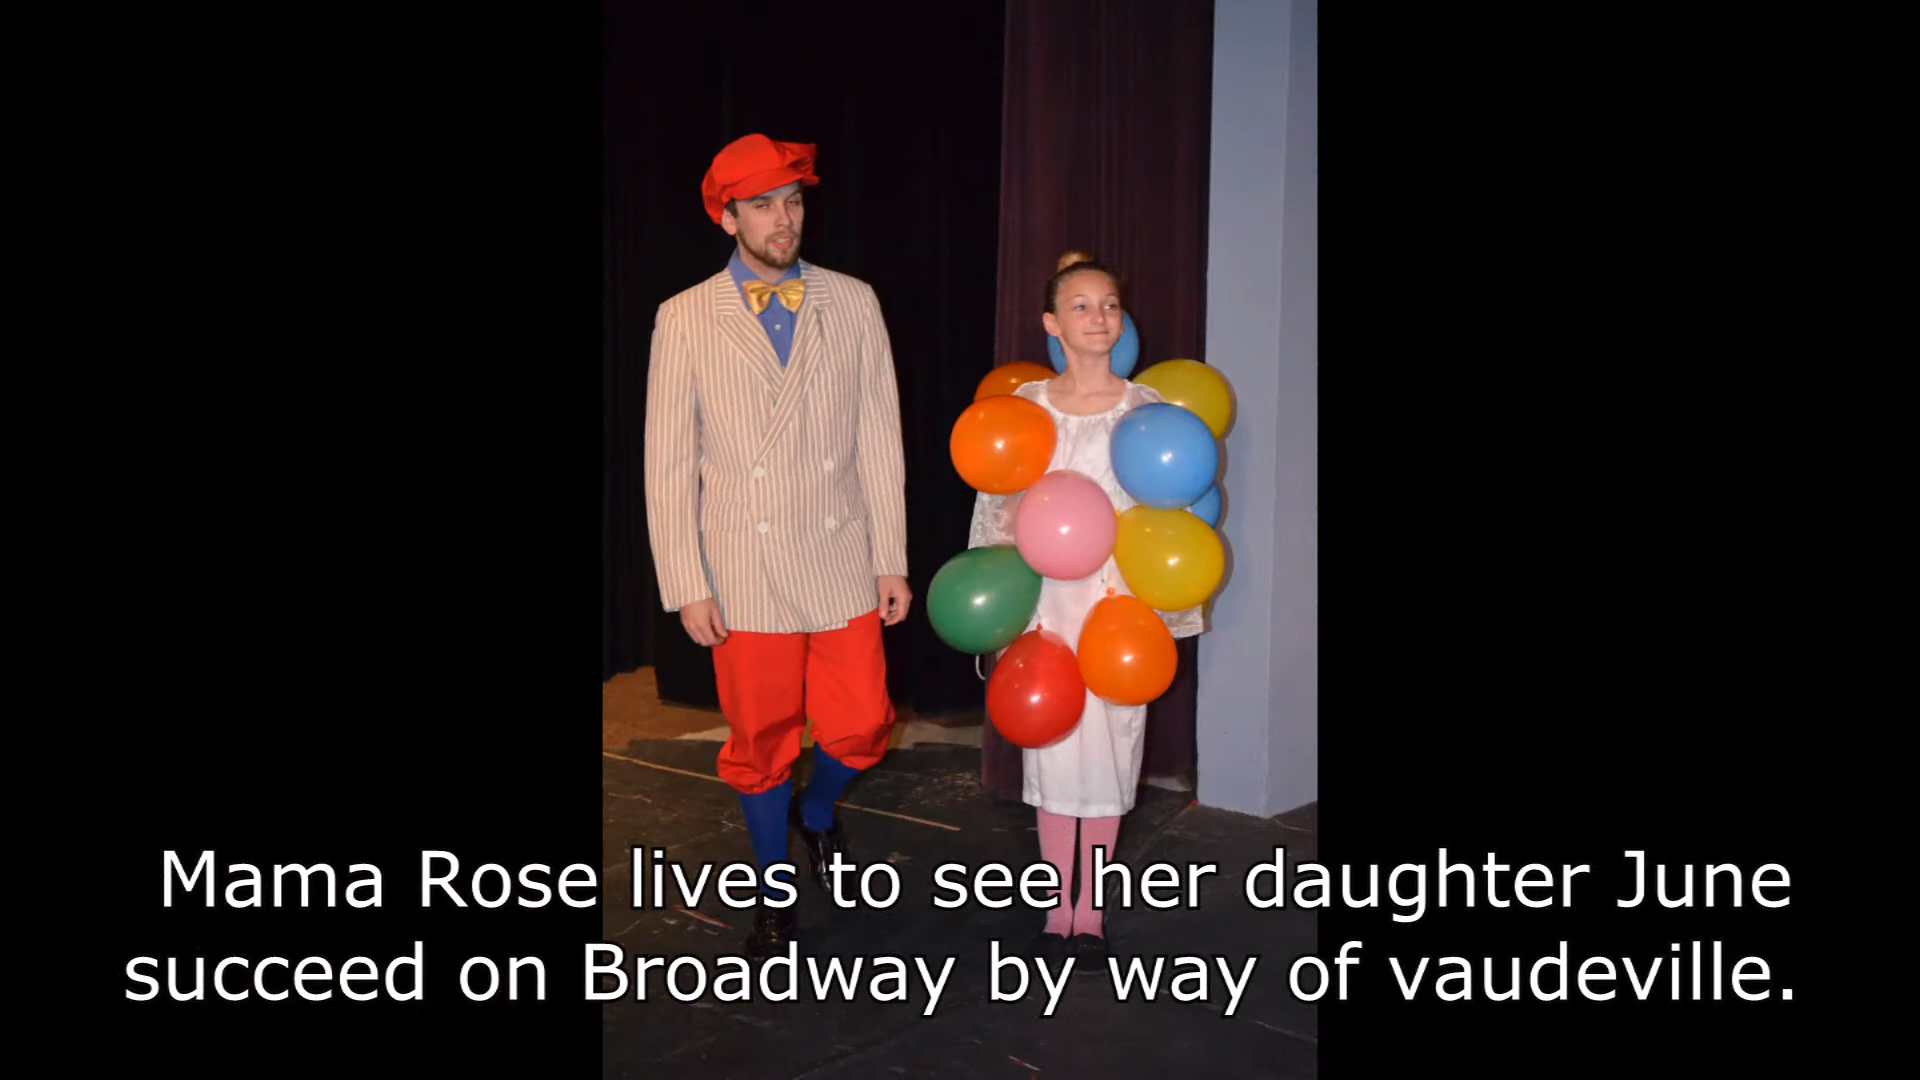 Mama Rose lives to see her daughter June
succeed on Broadway by way of vaudeville.